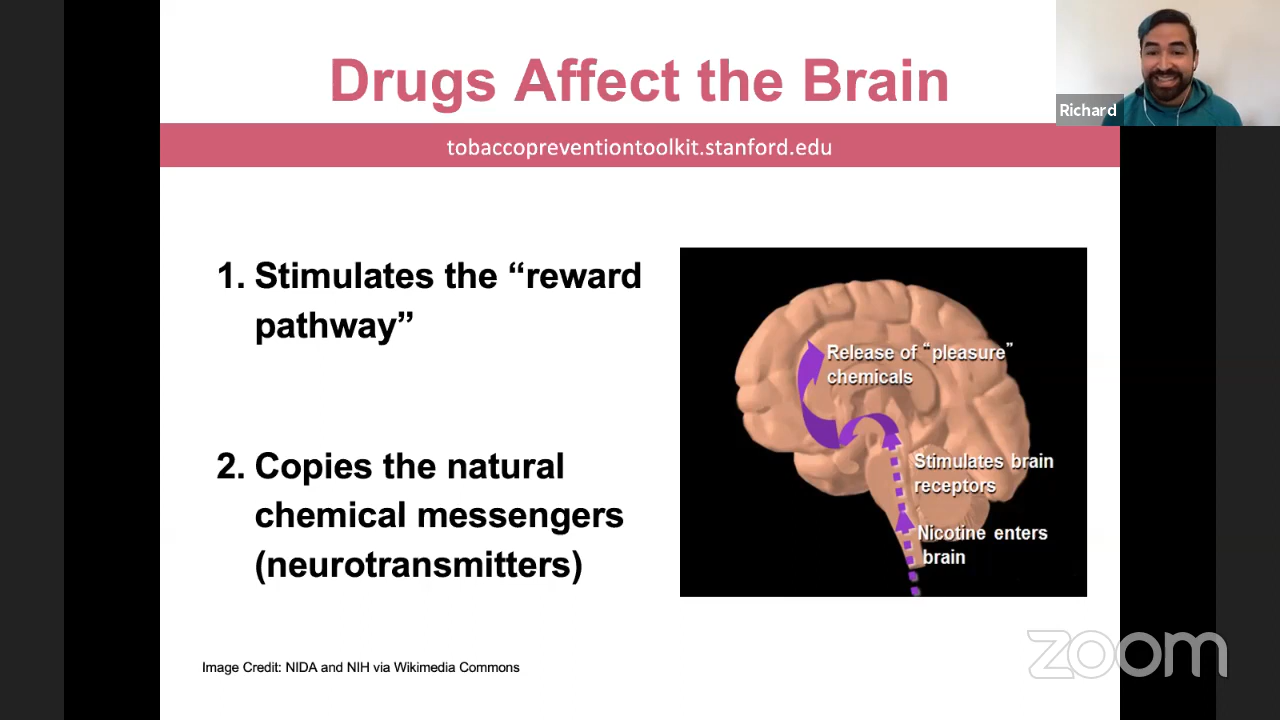 Drugs Affect the Brain
Richard
tobaccopreventiontoolkit.stanford.edu
1. Stimulates the “reward
pathway”
2. Copies the natural
chemical messengers
(neurotransmitters)
Release of “pleasure”
chemicals
Stimulates brain
receptors
Nicotine enters
brain
Image Credit: NIDA and NIH via Wikimedia Commons
zoom